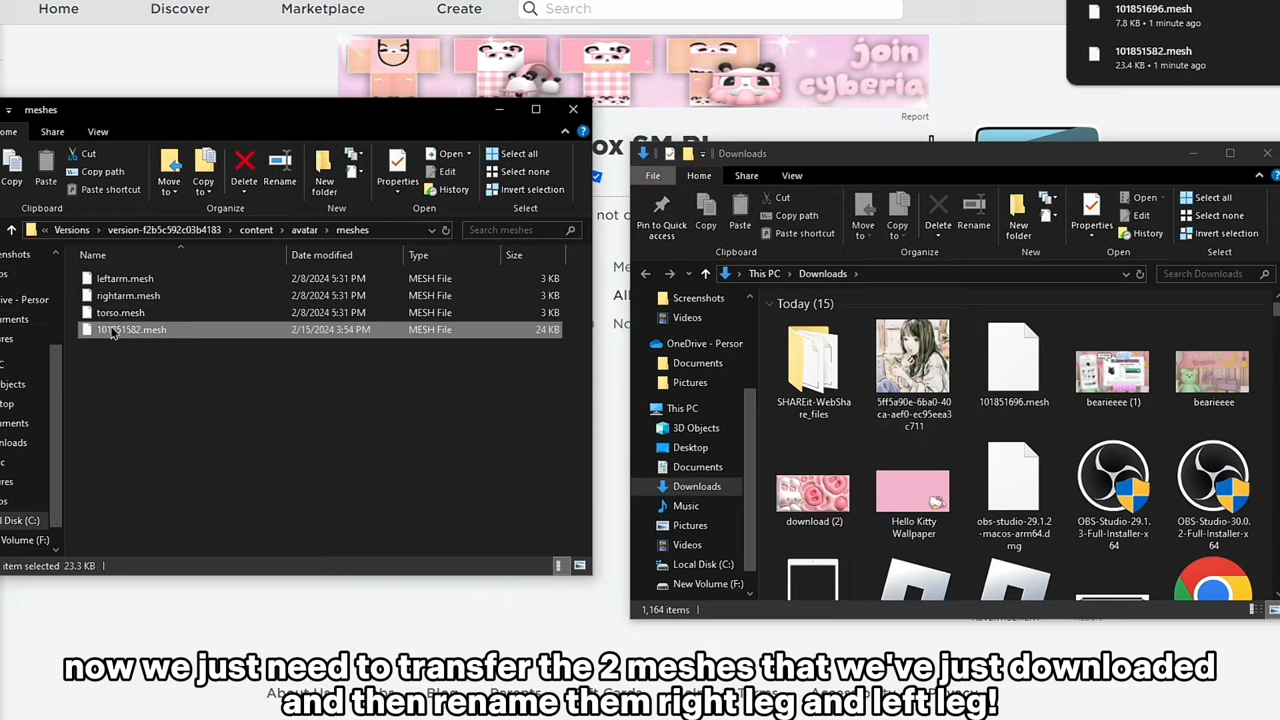 Home Discover Marketplace Create Search
101851696.mesh
7.8 KB • 1 minute ago
101851582.mesh
23.4 KB • 1 minute ago
join
cyberia
Report
meshes
Share View
Copy Paste Cut
Copy path
Paste shortcut
Move to
Copy to
Delete Rename
New folder
Properties
Open
Edit
History
Select all
Select none
Invert selection
Clipboard Organize New Open Select
Versions version-f2b5c592c03b4183 content avatar meshes
Search meshes
Name Date modified Type Size
leftarm.mesh 2/8/2024 5:31 PM MESH File 3 KB
rightarm.mesh 2/8/2024 5:31 PM MESH File 3 KB
torso.mesh 2/8/2024 5:31 PM MESH File 3 KB
2/15/2024 3:54 PM MESH File 24 KB
- Persor
l Disk (C:)
olume (F:)
item selected 23.3 KB
Downloads
File Home Share View
Pin to Quick
access
Copy Paste
Cut
Copy path
Paste shortcut
Move
to
Copy
to
Delete Rename
New
folder
Properties
Open
Edit
History
Select all
Select none
Invert selection
Clipboard Organize New Open Select
This PC Downloads
Search Downloads
Screenshots
Videos
OneDrive - Persor
Documents
Pictures
This PC
3D Objects
Desktop
Documents
Downloads
Music
Pictures
Videos
Local Disk (C:)
New Volume (F:)
Today (15)
SHAREit-WebSha
re_files
5ff5a90e-6ba0-40
ca-aef0-ec95eea3
c711
101851696.mesh
bearieeee (1)
bearieeee
download (2)
Hello Kitty
Wallpaper
obs-studio-29.1.2
-macos-arm64.d
mg
OBS-Studio-29.1.
3-Full-Installer-x
64
OBS-Studio-30.0.
2-Full-Installer-x
64
1,164 items
now we just need to transfer the 2 meshes that we've just downloaded
and then rename them right leg and left leg!